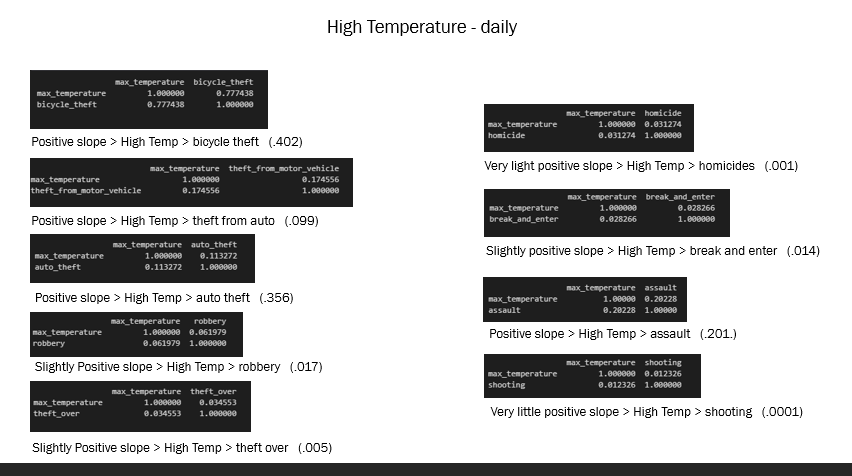 High Temperature - daily
max_temperature bicycle_theft
max_temperature 1.000000 0.777438
bicycle_theft 0.777438 1.000000
Positive slope > High Temp > bicycle theft (.402)
max_temperature theft_from_motor_vehicle
max_temperature 1.000000 0.174556
theft_from_motor_vehicle 0.174556 1.000000
Positive slope > High Temp > theft from auto (.099)
max_temperature auto_theft
max_temperature 1.000000 0.113272
auto_theft 0.113272 1.000000
Positive slope > High Temp > auto theft (.356)
max_temperature robbery
max_temperature 1.000000 0.061979
robbery 0.061979 1.000000
Slightly Positive slope > High Temp > robbery (.017)
max_temperature theft_over
max_temperature 1.000000 0.034553
theft_over 0.034553 1.000000
Slightly Positive slope > High Temp > theft over (.005)
max_temperature homicide
max_temperature 1.000000 0.031274
homicide 0.031274 1.000000
Very light positive slope > High Temp > homicides (.001)
max_temperature break_and_enter
max_temperature 1.000000 0.028266
break_and_enter 0.028266 1.000000
Slightly positive slope > High Temp > break and enter (.014)
max_temperature assault
max_temperature 1.00000 0.20228
assault 0.20228 1.00000
Positive slope > High Temp > assault (.201.)
max_temperature shooting
max_temperature 1.000000 0.012326
shooting 0.012326 1.000000
Very little positive slope > High Temp > shooting (.0001)